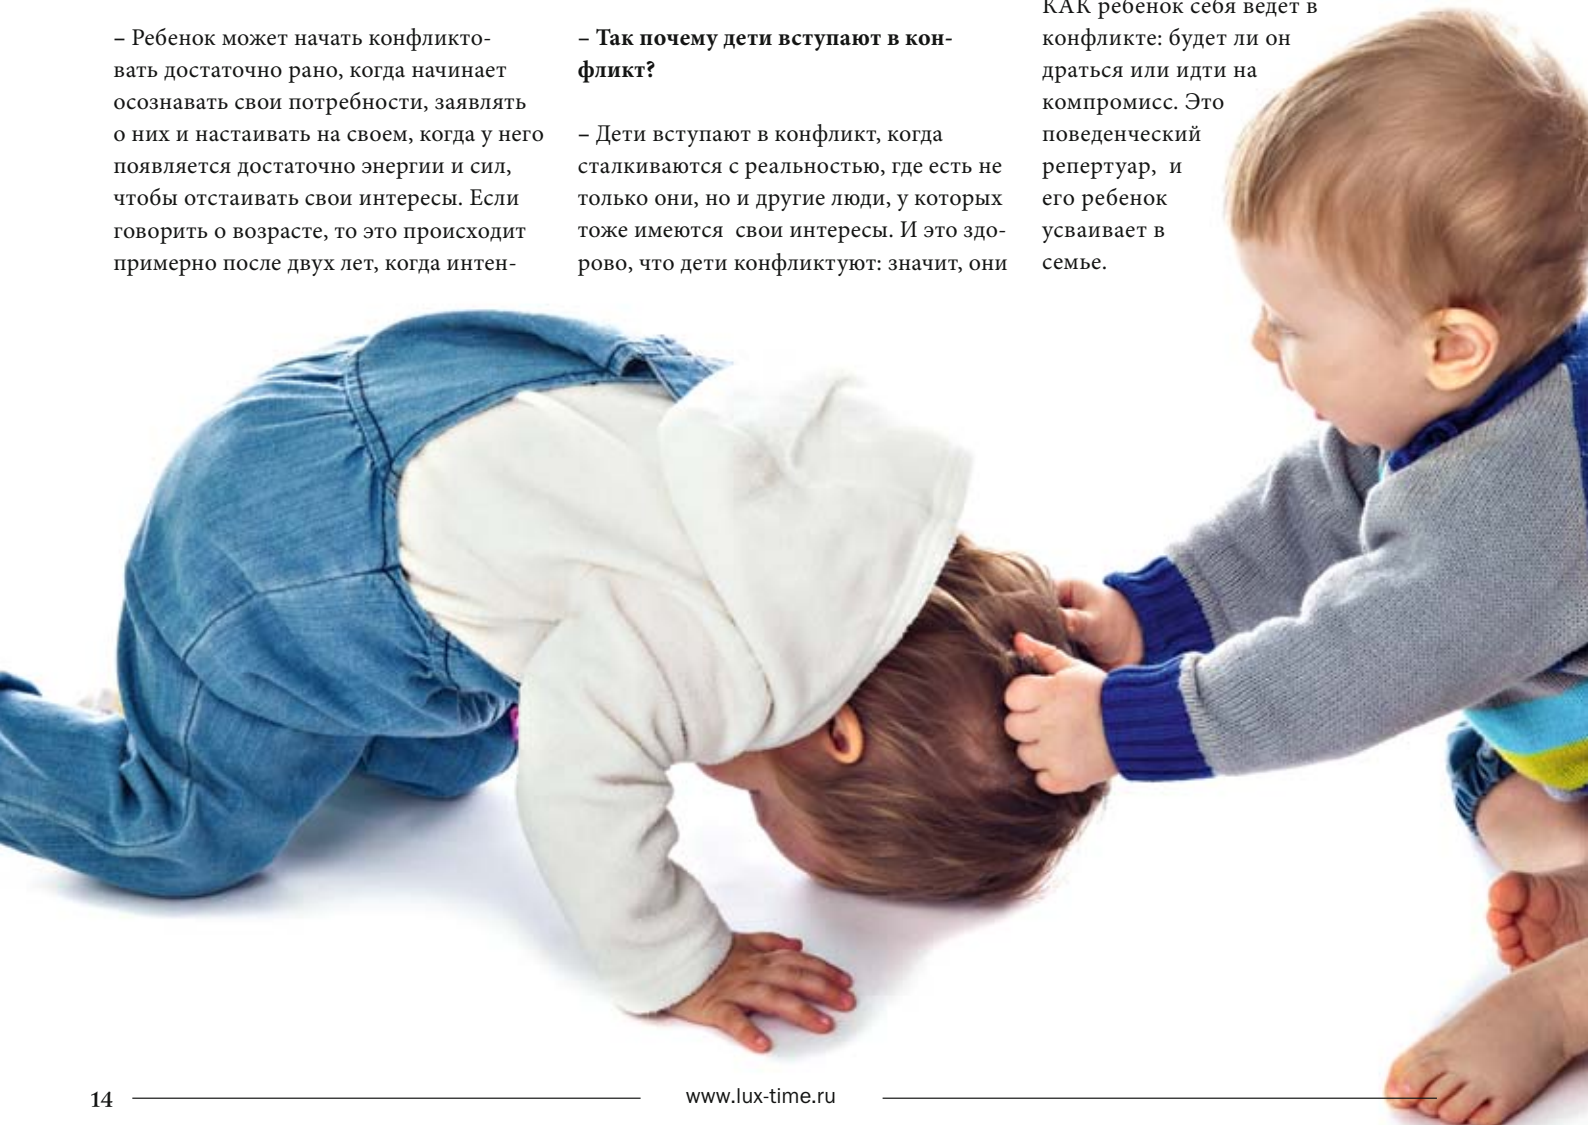 – Ребенок может начать конфликто-
вать достаточно рано, когда начинает
осознавать свои потребности, заявлять
о них и настаивать на своем, когда у него
появляется достаточно энергии и сил,
чтобы отстаивать свои интересы. Если
говорить о возрасте, то это происходит
примерно после двух лет, когда интен-
– Так почему дети вступают в кон-
фликт?
– Дети вступают в конфликт, когда
сталкиваются с реальностью, где есть не
только они, но и другие люди, у которых
тоже имеются свои интересы. И это здо-
рово, что дети конфликтуют: значит, они
КАК ребенок себя ведет в
конфликте: будет ли он
драться или идти на
компромисс. Это
поведенческий
репертуар, и
его ребенок
усваивает в
семье.
14
www.lux-time.ru